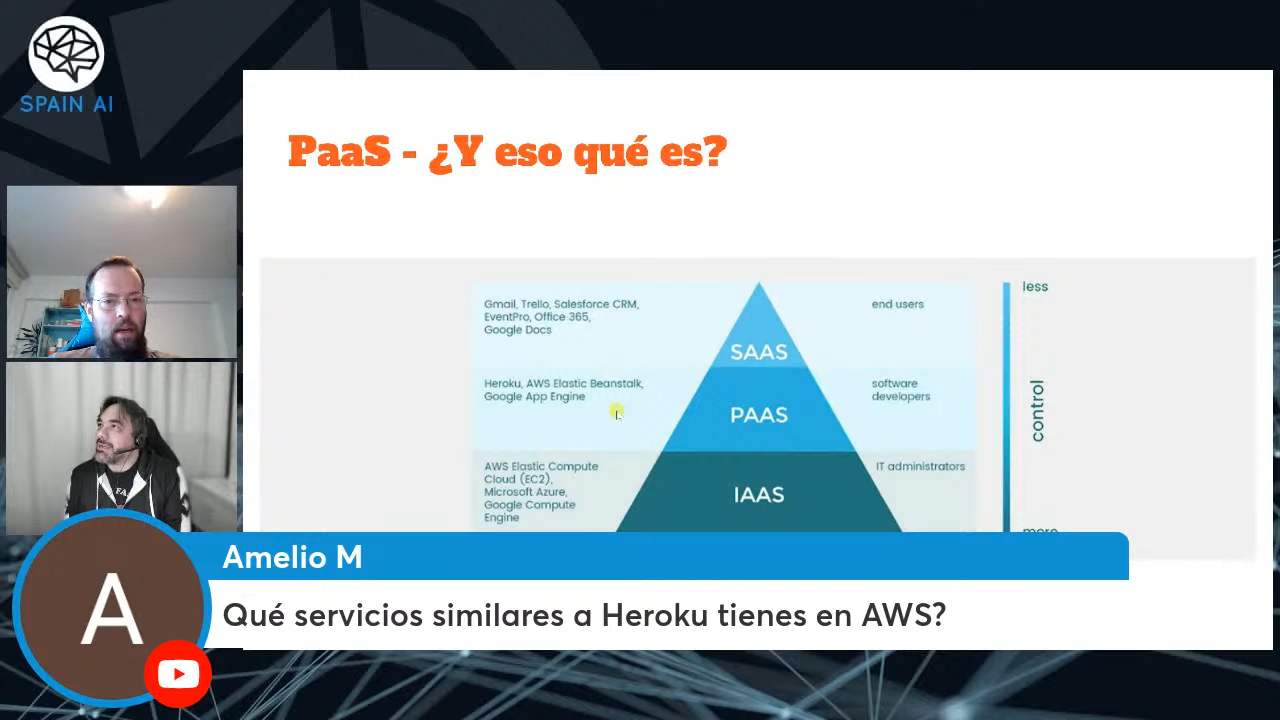 SPAIN AI
PaaS - ¿Y eso qué es?
Gmail, Trello, Salesforce CRM,
EventPro, Office 365,
Google Docs
SAAS
end users
less
Heroku, AWS Elastic Beanstalk,
Google App Engine
PAAS
software
developers
control
AWS Elastic Compute
Cloud (EC2),
Microsoft Azure,
Google Compute
Engine
IAAS
IT administrators
more
A
Amelio M
Qué servicios similares a Heroku tienes en AWS?